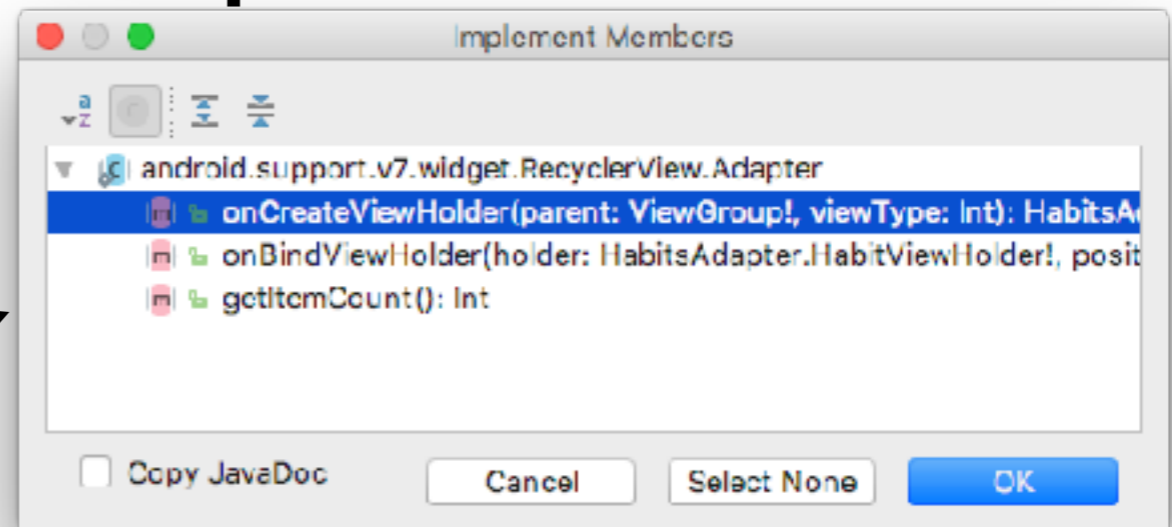 Implement Members
android.support.v7.widget.RecyclerView.Adapter
onCreateViewHolder(parent: ViewGroup!, viewType: Int): HabitsA
onBindViewHolder(holder: HabitsAdapter.HabitViewHolder!, posit
getItemCount(): Int
Copy JavaDoc
Cancel
Select None
OK